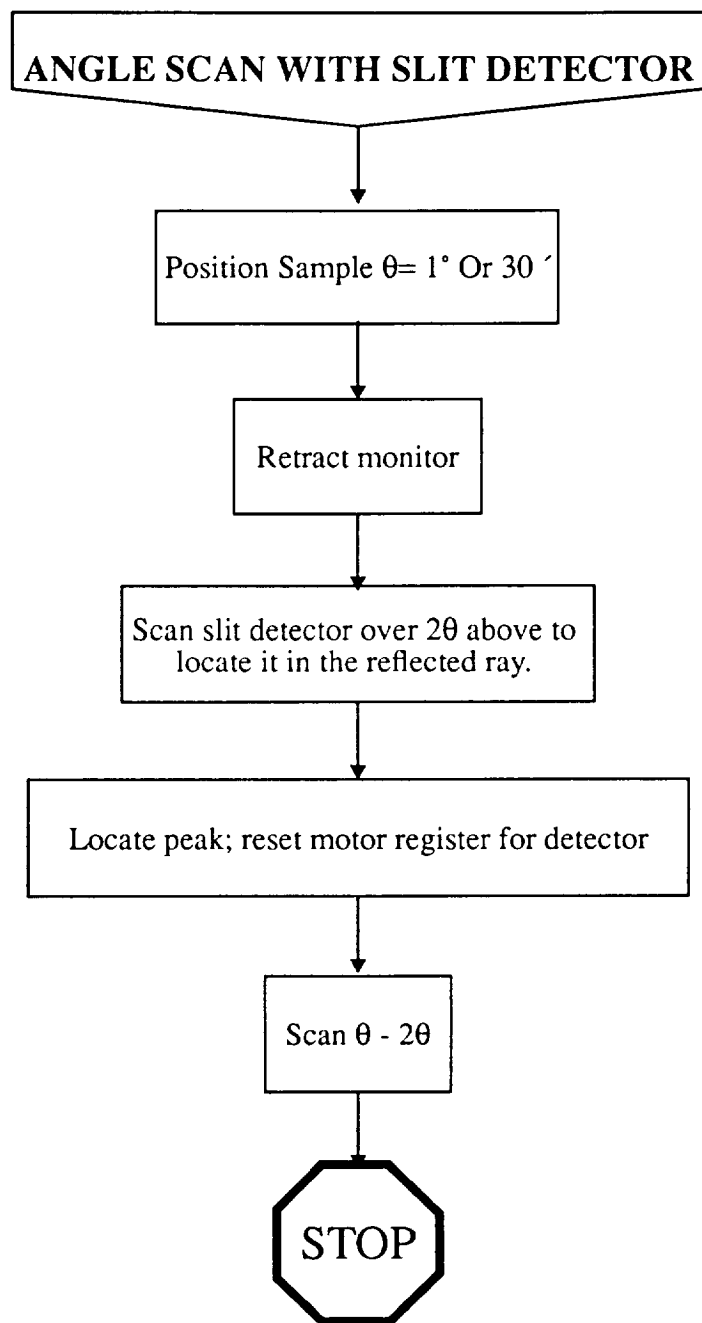 ANGLE SCAN WITH SLIT DETECTOR
Position Sample θ= 1° Or 30 ´
Retract monitor
Scan slit detector over 2θ above to
locate it in the reflected ray.
Locate peak; reset motor register for detector
Scan θ - 2θ
STOP